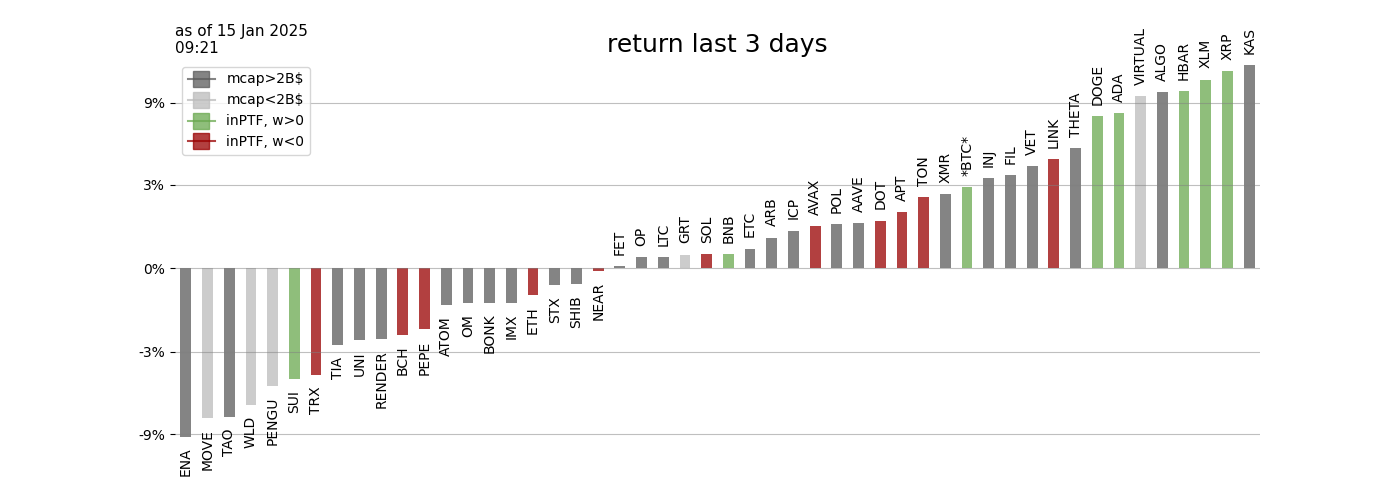 as of 15 Jan 2025
09:21
return last 3 days
mcap>2B$
mcap<2B$
inPTF, w>0
inPTF, w<0
9%
3%
0%
-3%
-9%
ENA
MOVE
TAO
WLD
PENGU
SUI
TRX
TIA
UNI
RENDER
BCH
PEPE
ATOM
OM
BONK
IMX
ETH
STX
SHIB
NEAR
FET
OP
LTC
GRT
SOL
BNB
ETC
ARB
ICP
AVAX
POL
AAVE
DOT
APT
TON
XMR
*BTC*
INJ
FIL
VET
LINK
THETA
DOGE
ADA
VIRTUAL
ALGO
HBAR
XLM
XRP
KAS